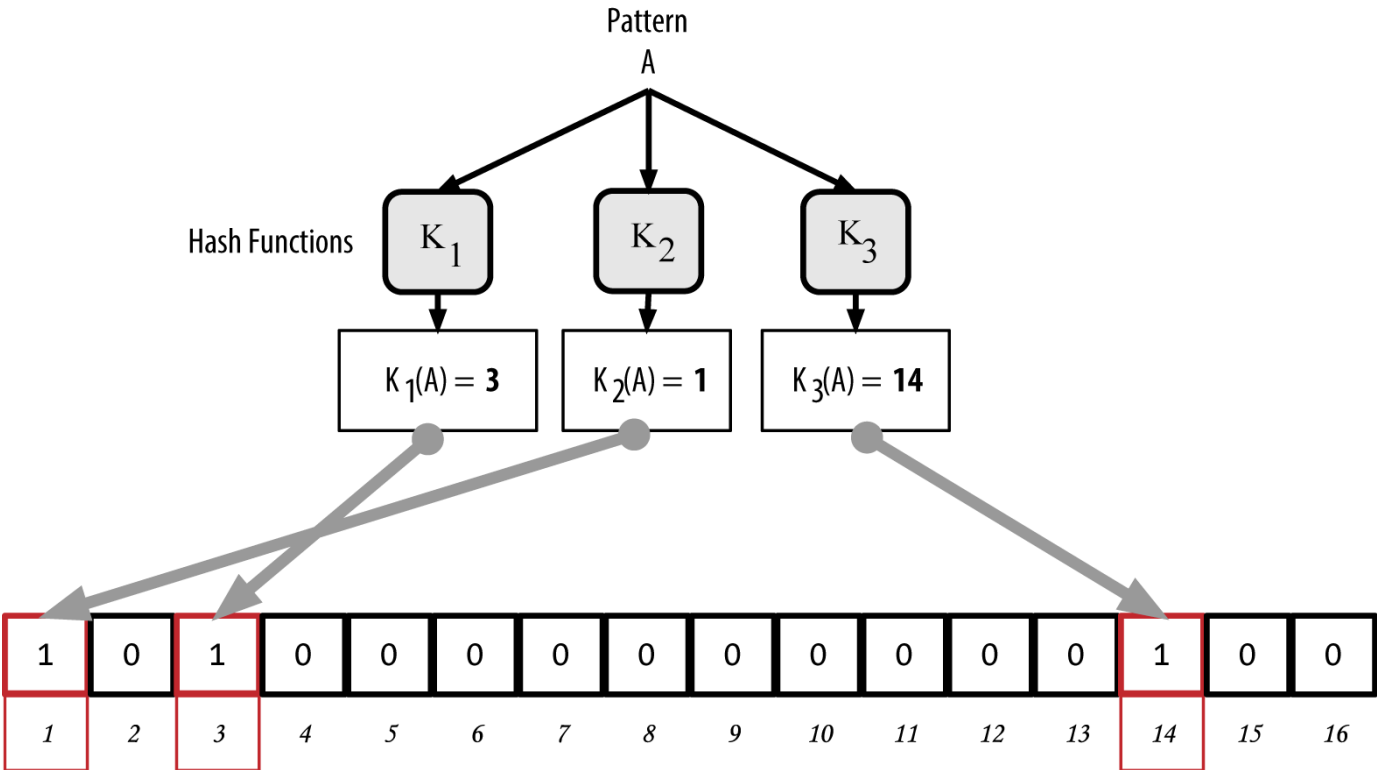 Pattern
A
Hash Functions
K1
K2
K3
K1(A) = 3
K2(A) = 1
K3(A) = 14
1 0 1 0 0 0 0 0 0 0 0 0 0 1 0 0
1 2 3 4 5 6 7 8 9 10 11 12 13 14 15 16